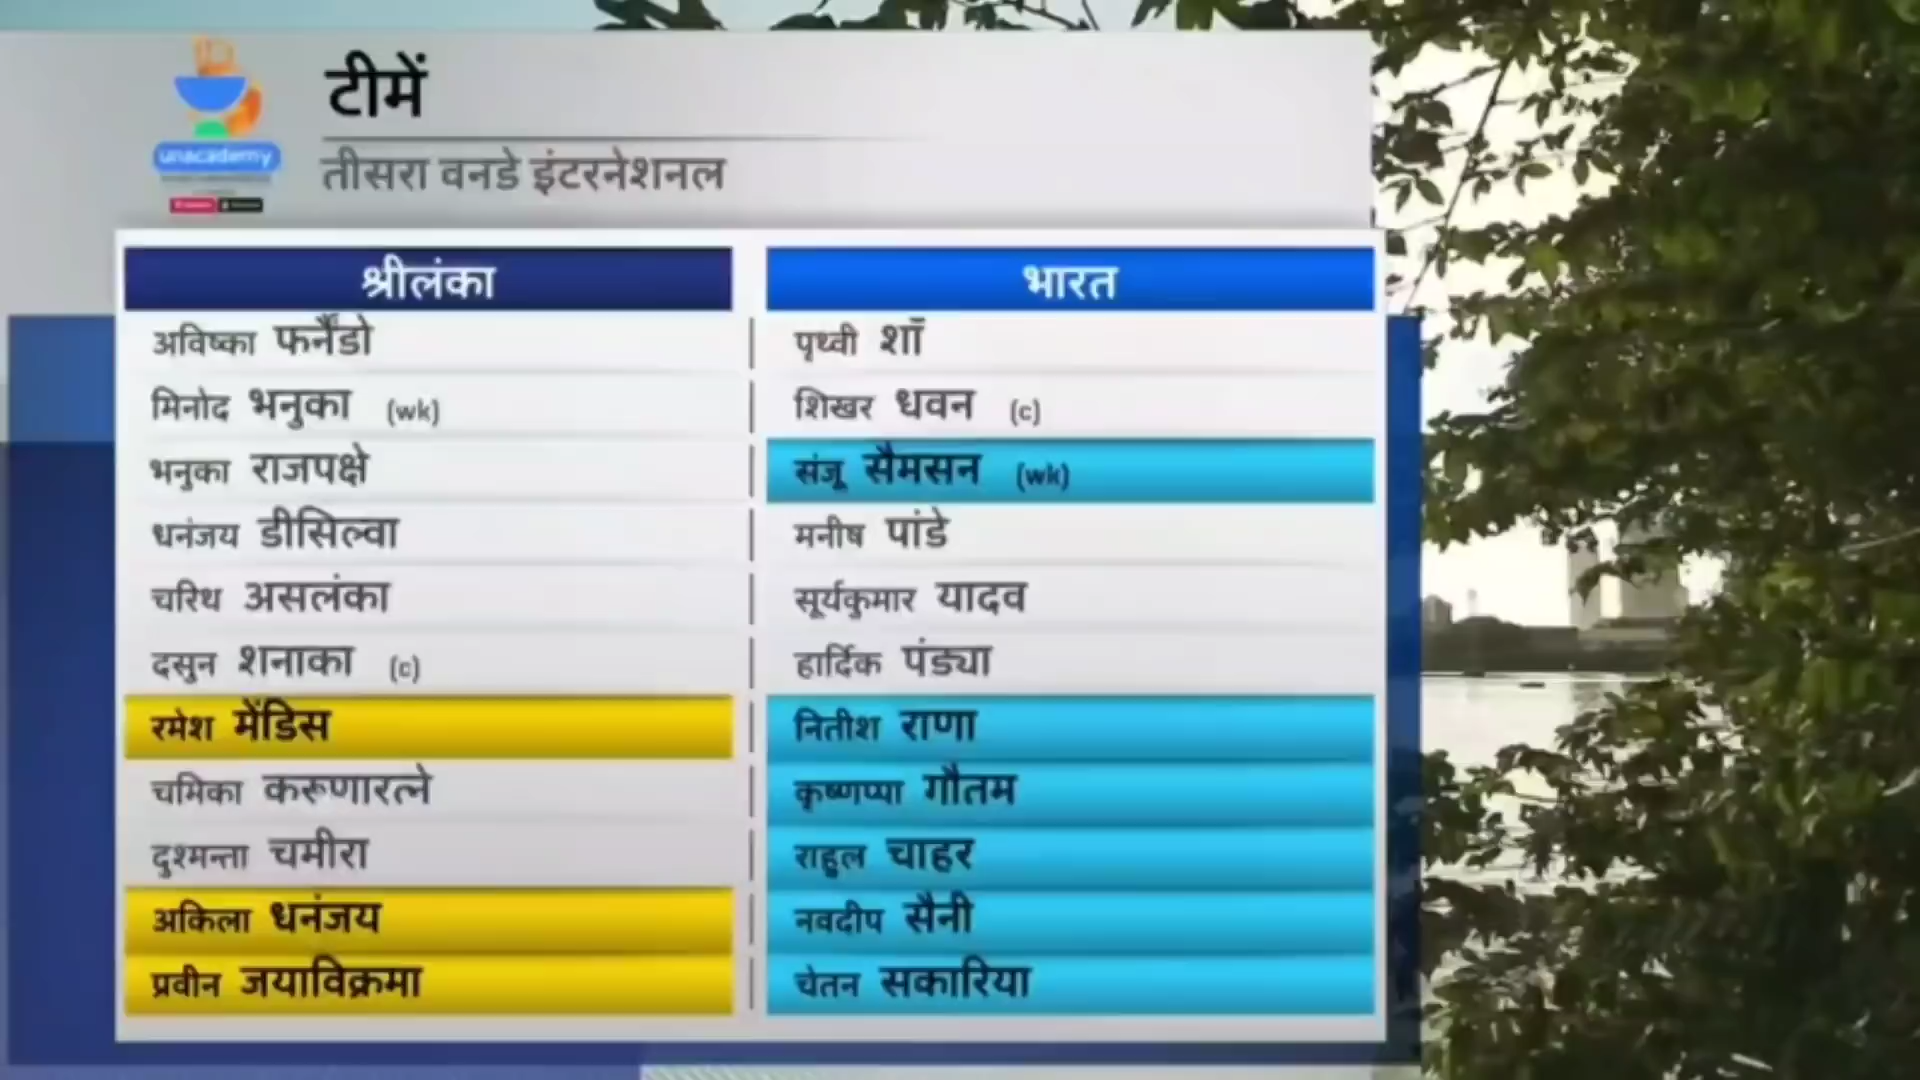 unacademy
टीमें
तीसरा वनडे इंटरनेशनल
श्रीलंका
अविष्का फर्नैंडो
मिनोद भनुका (wk)
भनुका राजपक्षे
धनंजय डीसिल्वा
चरिथ असलंका
दसुन शनाका (c)
रमेश मेंडिस
चमिका करूणारत्ने
दुश्मन्ता चमीरा
अकिला धनंजय
प्रवीन जयाविक्रमा
भारत
पृथ्वी शॉ
शिखर धवन (c)
संजू सैमसन (wk)
मनीष पांडे
सूर्यकुमार यादव
हार्दिक पंड्या
नितीश राणा
कृष्णप्पा गौतम
राहुल चाहर
नवदीप सैनी
चेतन सकारिया